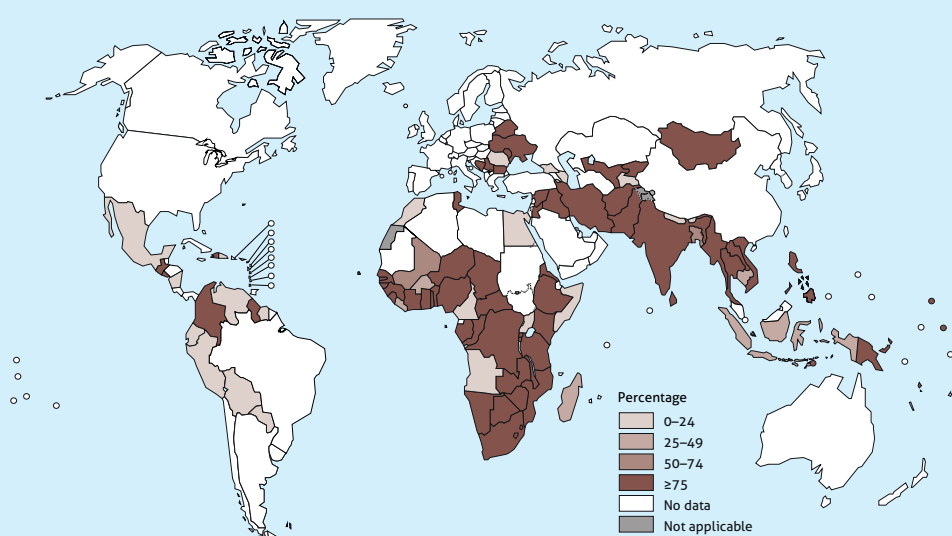 Percentage
0–24
25–49
50–74
≥75
No data
Not applicable